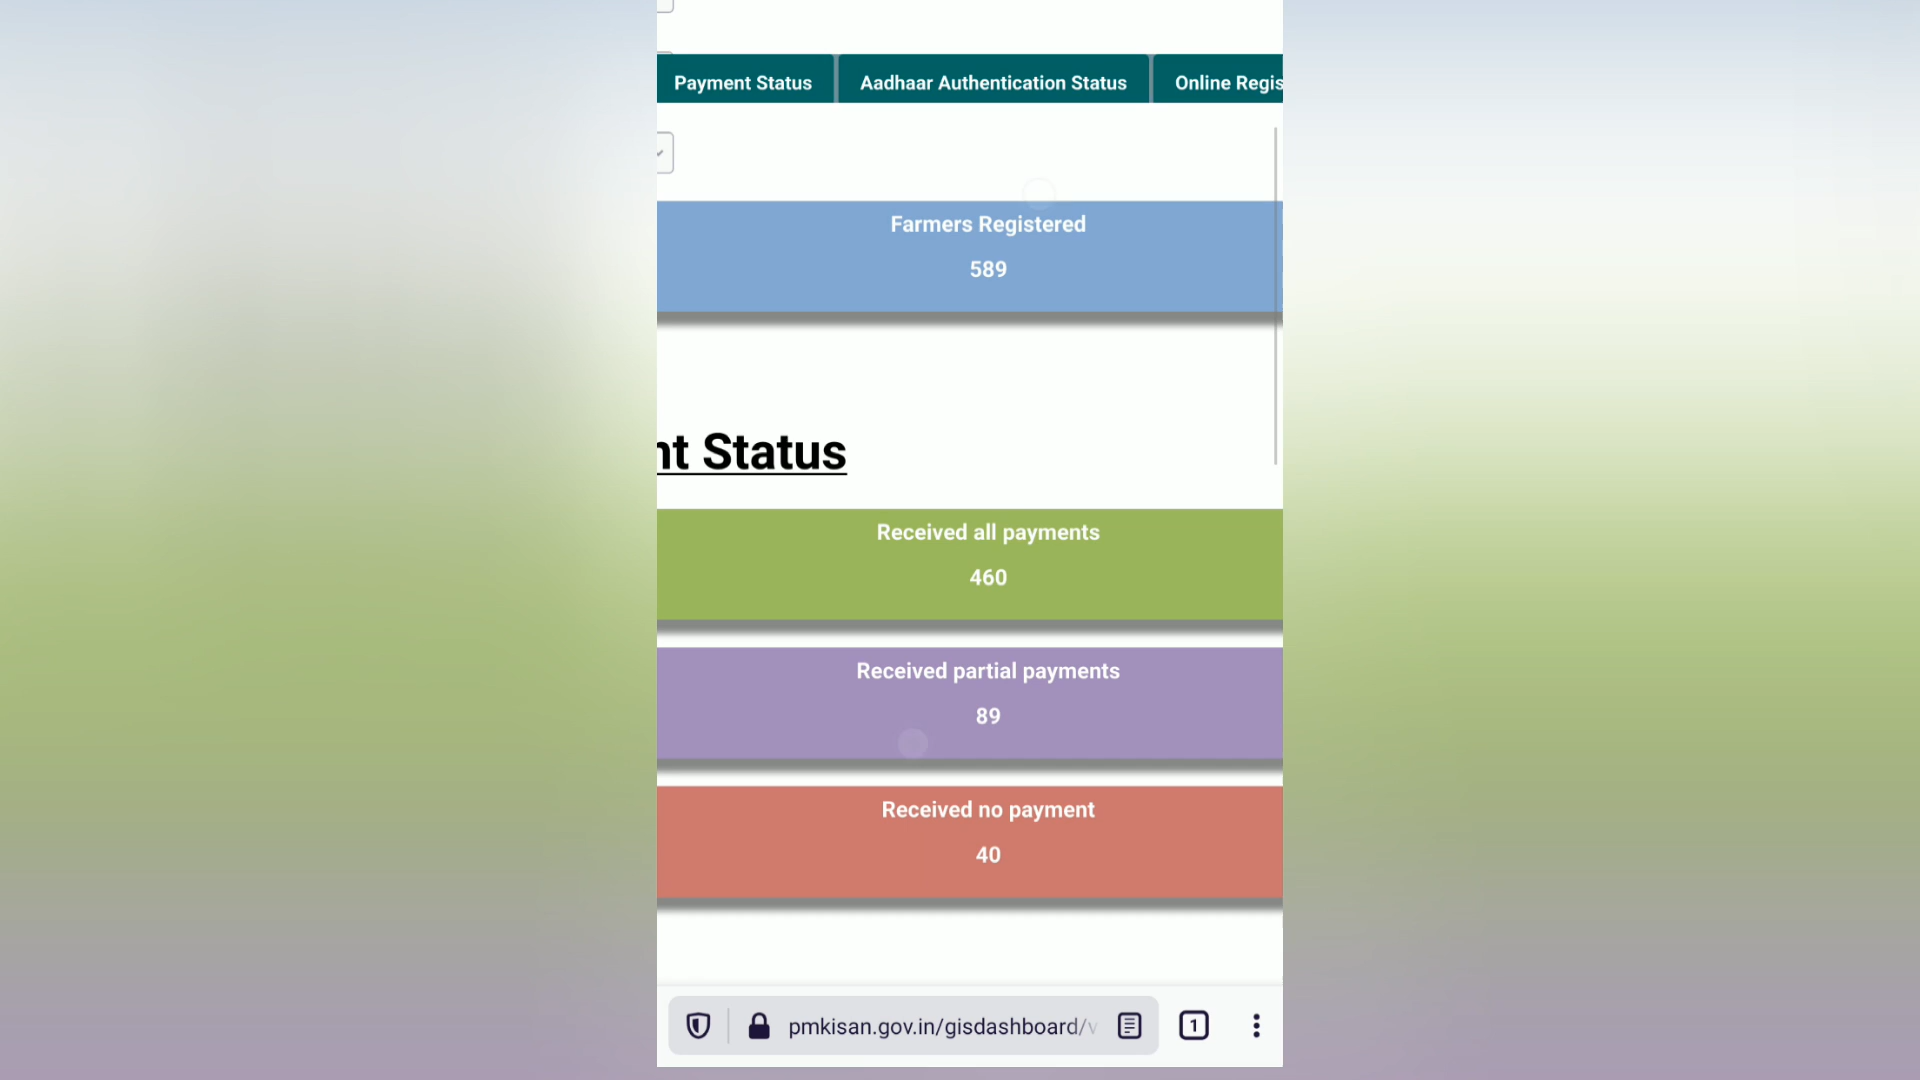 Payment Status
Aadhaar Authentication Status
Online Regis
Farmers Registered
589
nt Status
Received all payments
460
Received partial payments
89
Received no payment
40
pmkisan.gov.in/gisdashboard/v
1